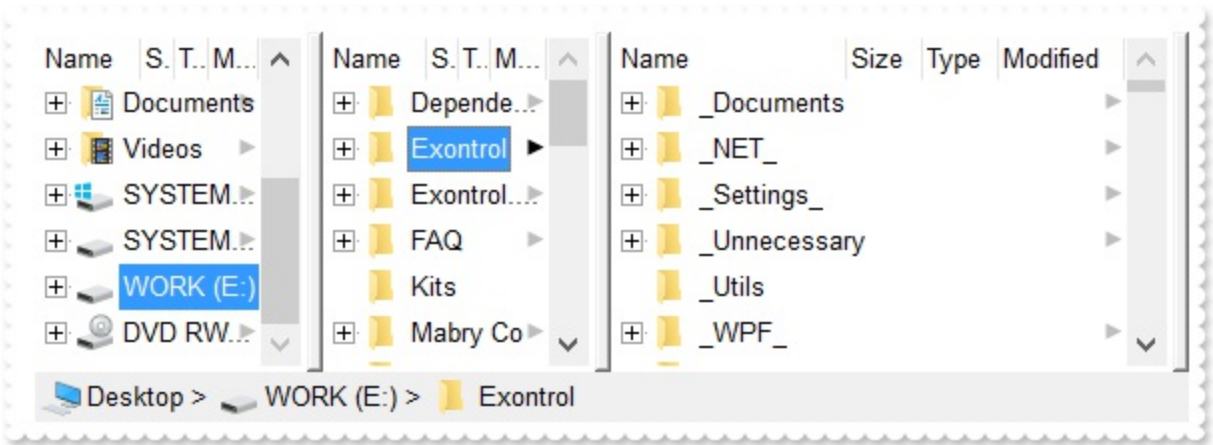 Name S. T.. M...
Documents
Videos
SYSTEM...
SYSTEM...
WORK (E:)
DVD RW...
Name S. T.. M...
Depende...
Exontrol
Exontrol...
FAQ
Kits
Mabry Co
Name Size Type Modified
_Documents
_NET_
_Settings_
_Unnecessary
_Utils
_WPF_
Desktop > WORK (E:) > Exontrol